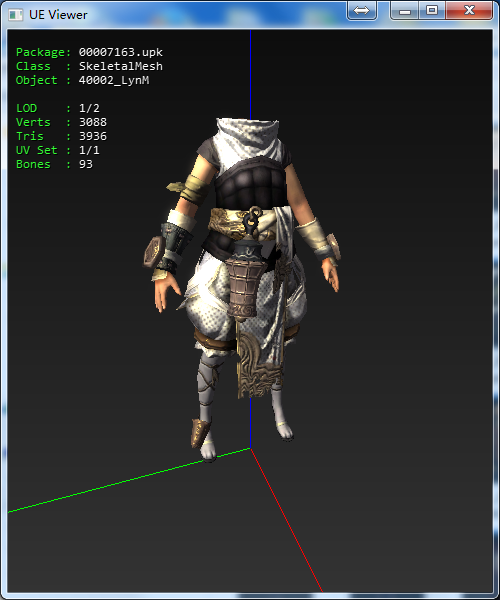 UE Viewer
Package: 00007163.upk
Class : SkeletalMesh
Object : 40002_LynM
LOD : 1/2
Verts : 3088
Tris : 3936
UV Set : 1/1
Bones : 93